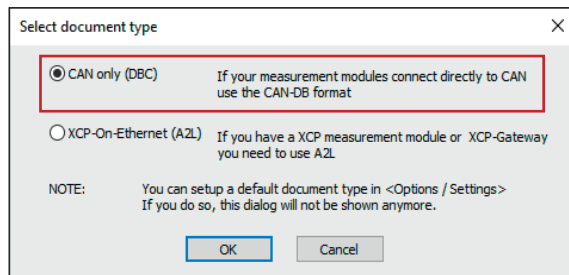 Select document type
CAN only (DBC) If your measurement modules connect directly to CAN
use the CAN-DB format
XCP-On-Ethernet (A2L) If you have a XCP measurement module or XCP-Gateway
you need to use A2L
NOTE: You can setup a default document type in <Options / Settings>
If you do so, this dialog will not be shown anymore.
OK Cancel